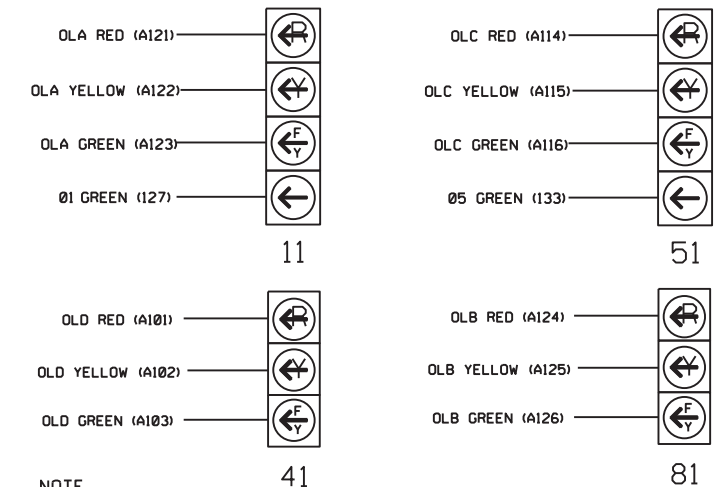 OLA RED (A121)
R
OLA YELLOW (A122)
Y
OLA GREEN (A123)
F
Y
01 GREEN (127)
11
OLC RED (A114)
R
OLC YELLOW (A115)
Y
OLC GREEN (A116)
F
Y
05 GREEN (133)
51
OLD RED (A101)
R
OLD YELLOW (A102)
Y
OLD GREEN (A103)
F
Y
41
OLB RED (A124)
R
OLB YELLOW (A125)
Y
OLB GREEN (A126)
F
Y
81
NOTE